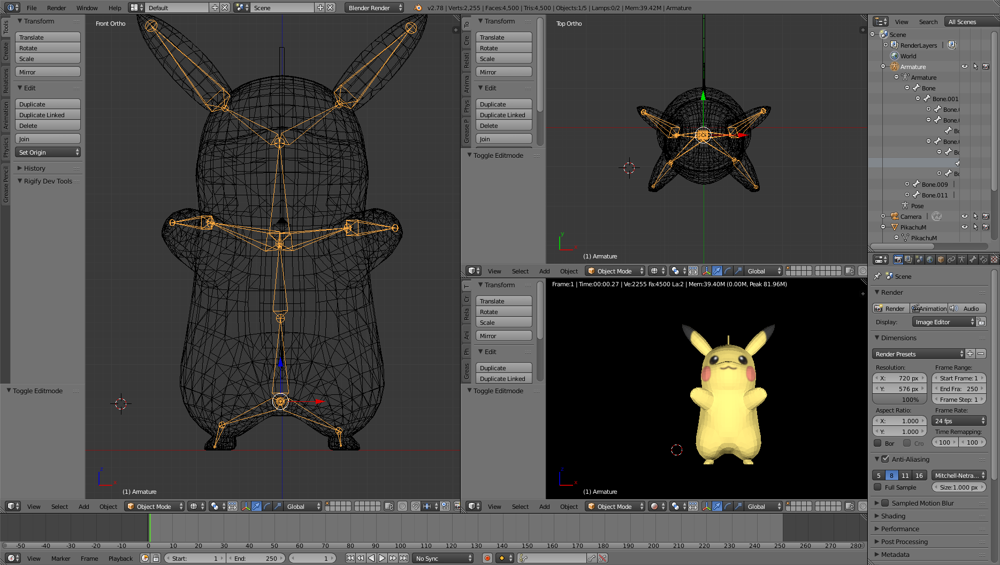 File Render Window Help Default Scene Blender Render v2.78 | Verts:2,255 | Faces:4,500 | Tris:4,500 | Objects:1/5 | Lamps:0/2 | Mem:39.42M | Armature
Tools
Create
Relations
Animation
Physics
Grease Pencil
Transform
Translate
Rotate
Scale
Mirror
Edit
Duplicate
Duplicate Linked
Delete
Join
Set Origin
History
Rigify Dev Tools
Toggle Editmode
Front Ortho
z
x
(1) Armature
View Select Add Object Object Mode Global
To
Cre
Relati
Anima
Phys
Grease P
Transform
Translate
Rotate
Scale
Mirror
Edit
Duplicate
Duplicate Linked
Delete
Join
Toggle Editmode
Top Ortho
y
x
(1) Armature
View Select Add Object Object Mode Global
T
Cr
Rela
Ani
Ph
Greas
Transform
Translate
Rotate
Scale
Mirror
Edit
Duplicate
Duplicate Linked
Toggle Editmode
Frame:1 | Time:00:00.27 | Ve:2255 Fa:4500 La:2 | Mem:39.40M (0.00M, Peak 81.96M)
z
x
(1) Armature
View Select Add Object Object Mode Global
View Search All Scenes
Scene
RenderLayers |
World
Armature
Armature
Bone
Bone.001
Bone.
Bone.
Bo
Bone.
Bo
Bo
Bone.009 |
Bone.011 |
Pose
Camera |
PikachuM
PikachuM
Scene
Render
Render Animation Audio
Display: Image Editor
Dimensions
Render Presets
Resolution: Frame Range:
X: 720 px Start Frame: 1
Y: 576 px End Fra: 250
100% Frame Step: 1
Aspect Ratio: Frame Rate:
X: 1.000 24 fps
Y: 1.000 Time Remapping:
Bor Cro 100 100
Anti-Aliasing
5 8 11 16 Mitchell-Netra...
Full Sample Size:1.000 px
Sampled Motion Blur
Shading
Performance
Post Processing
Metadata
-50 -40 -30 -20 -10 0 10 20 30 40 50 60 70 80 90 100 110 120 130 140 150 160 170 180 190 200 210 220 230 240 250 260 270 280
View Marker Frame Playback Start: 1 End: 250 1 No Sync